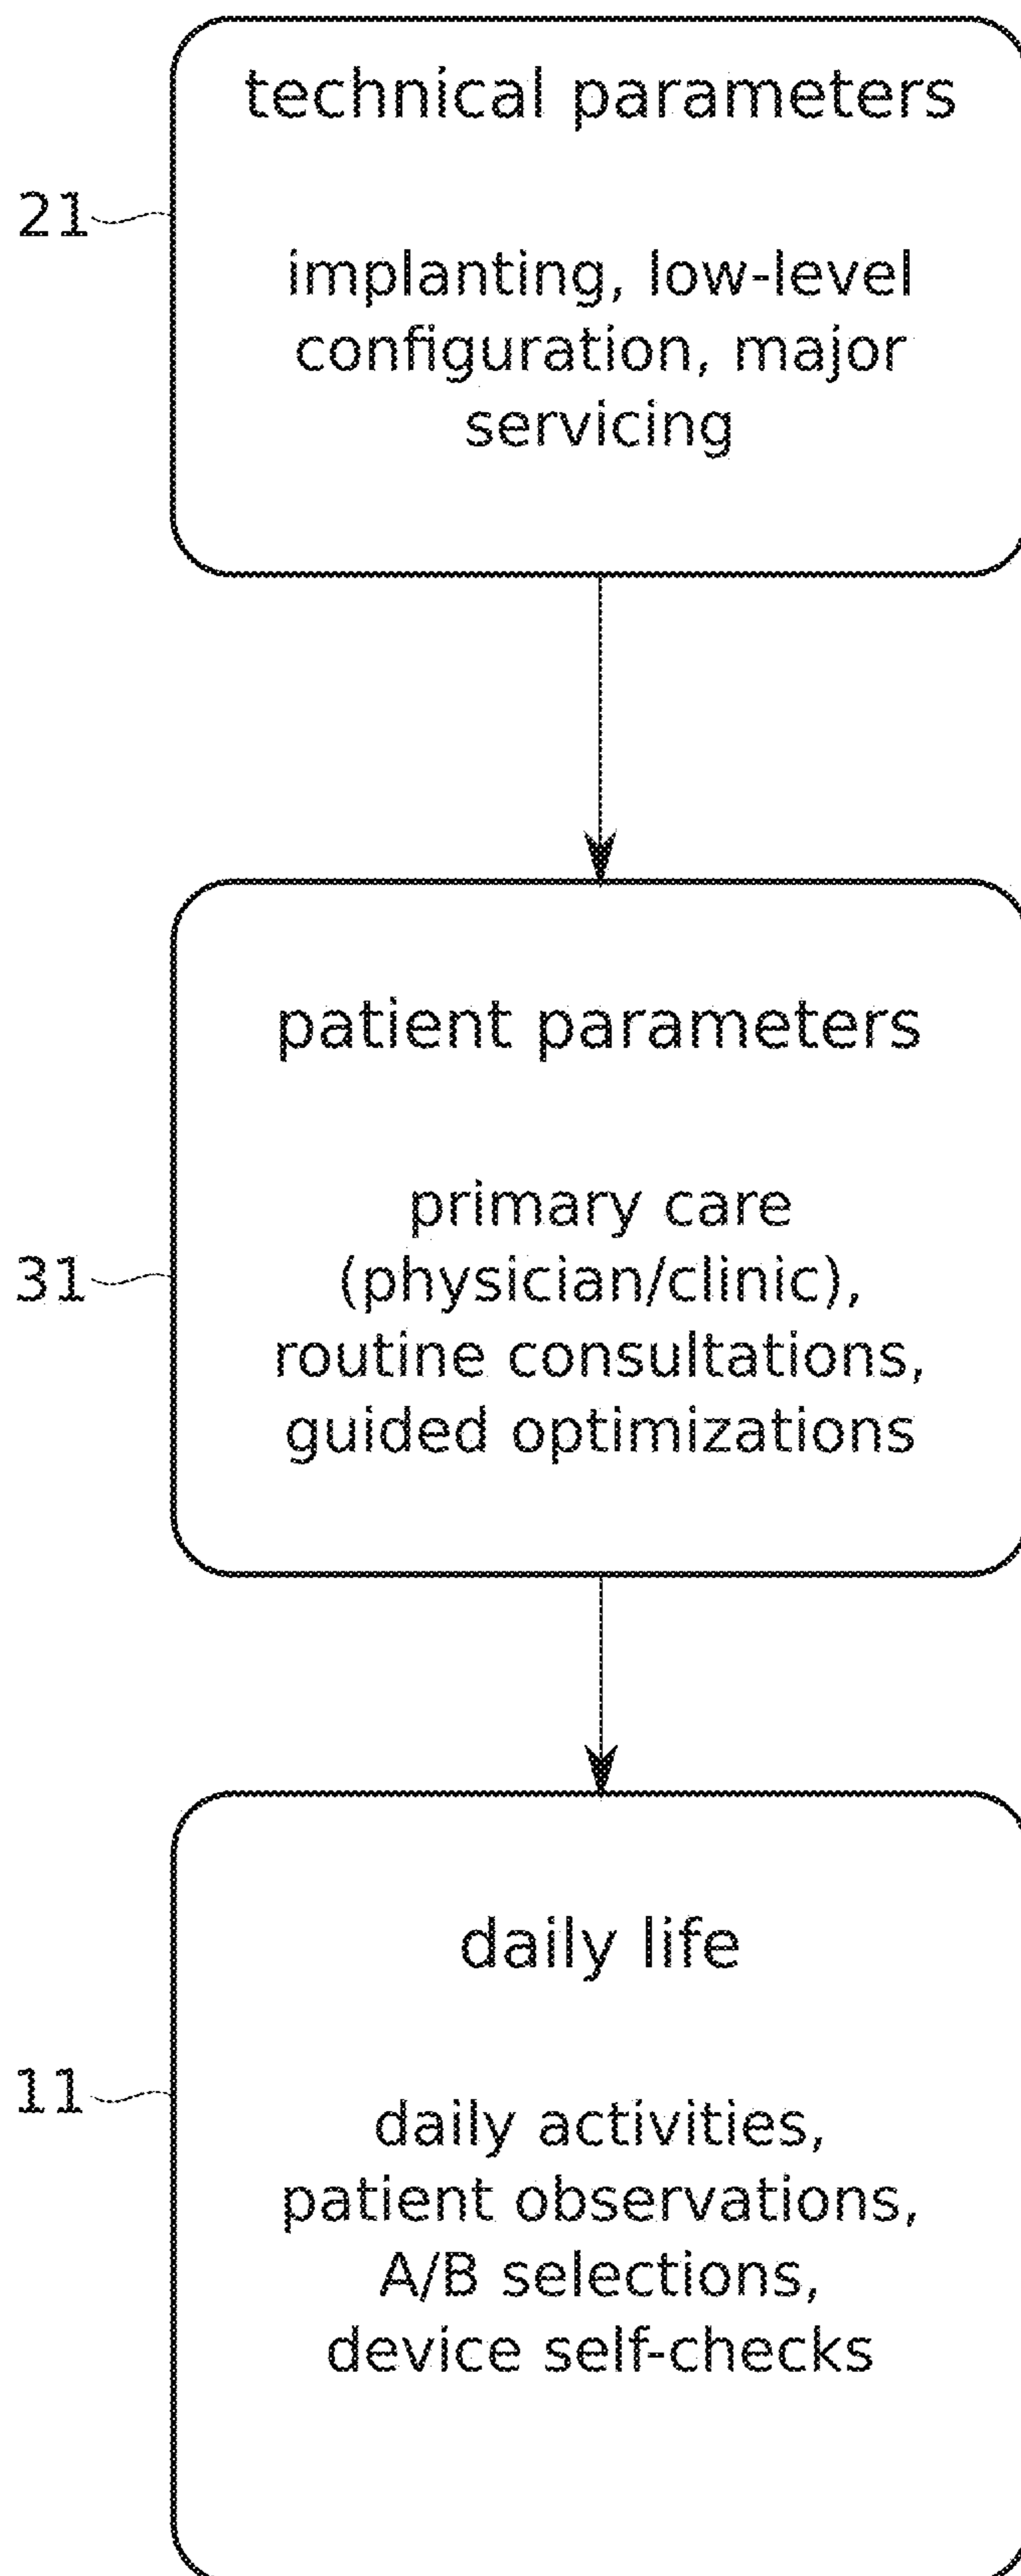 technical parameters
21
implanting, low-level
configuration, major
servicing
patient parameters
primary care
31
(physician/clinic),
routine consultations,
guided optimizations
daily life
11
daily activities,
patient observations,
A/B selections,
device self-checks